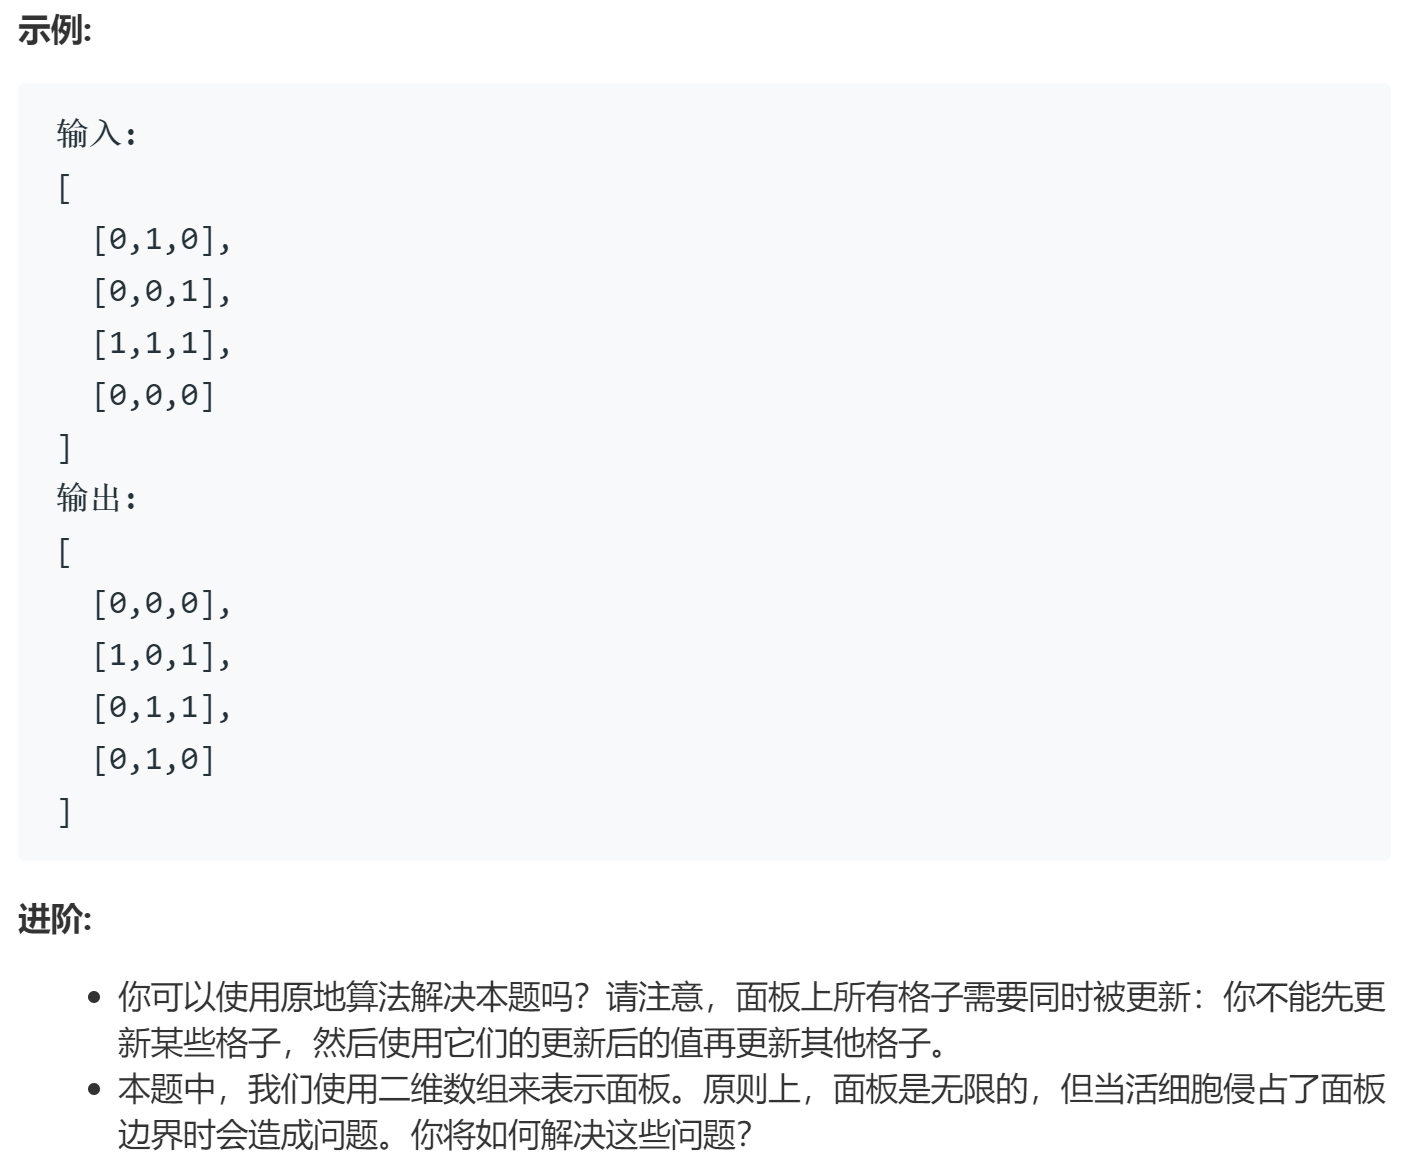 示例:
输入:
[
  [0,1,0],
  [0,0,1],
  [1,1,1],
  [0,0,0]
]
输出:
[
  [0,0,0],
  [1,0,1],
  [0,1,1],
  [0,1,0]
]
进阶:
• 你可以使用原地算法解决本题吗？请注意，面板上所有格子需要同时被更新：你不能先更
新某些格子，然后使用它们的更新后的值再更新其他格子。
• 本题中，我们使用二维数组来表示面板。原则上，面板是无限的，但当活细胞侵占了面板
边界时会造成问题。你将如何解决这些问题？